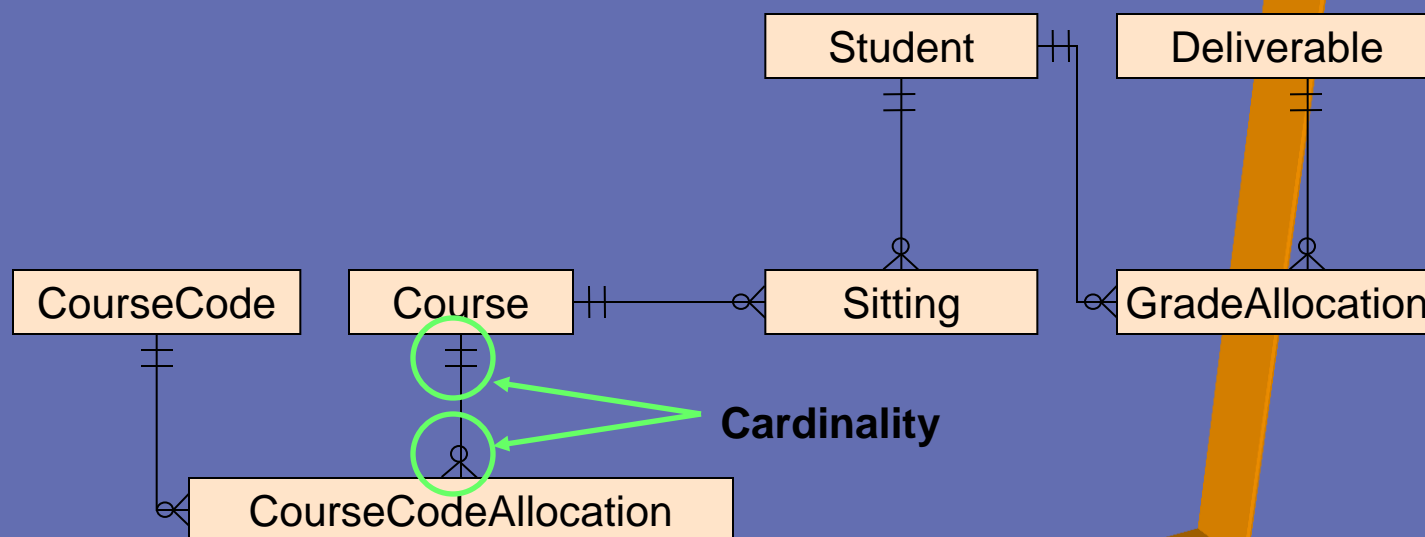 Student
Deliverable
CourseCode
Course
Sitting
GradeAllocation
Cardinality
CourseCodeAllocation